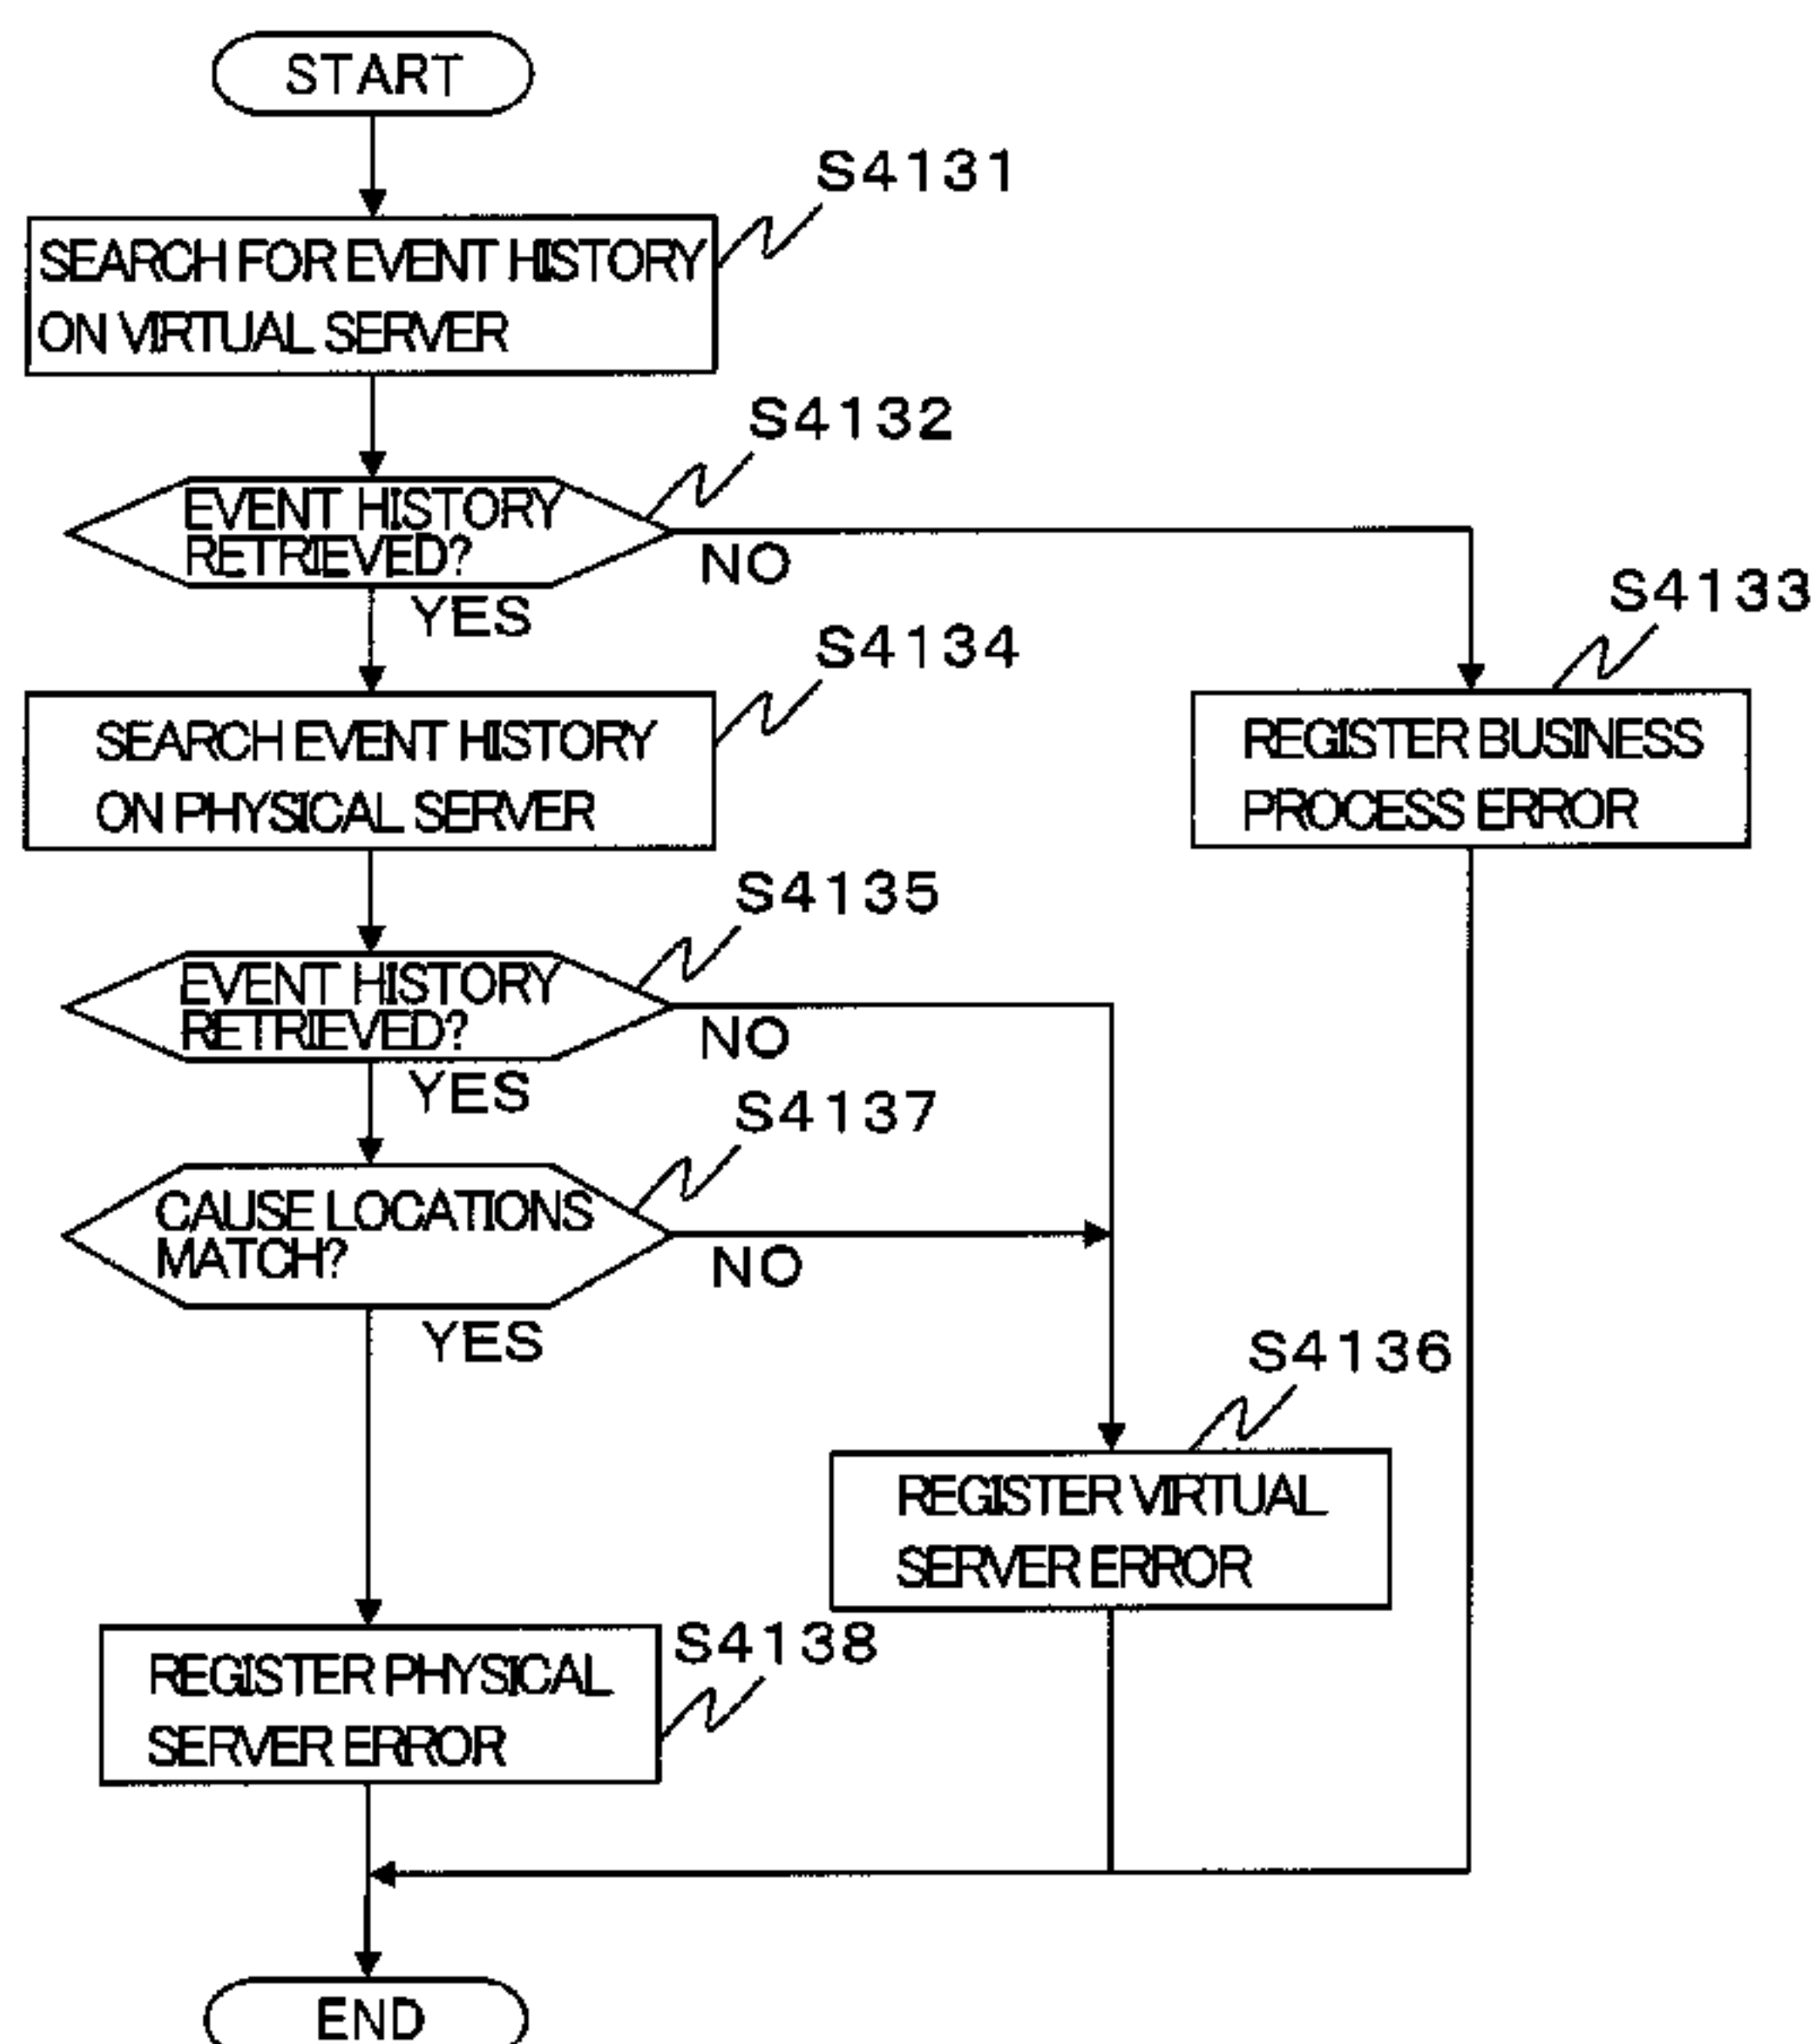 START
S4131
SEARCH FOR EVENT HISTORY
ON VIRTUAL SERVER
S4132
EVENT HISTORY
RETRIEVED?
NO
YES
S4133
S4134
SEARCH EVENT HISTORY
ON PHYSICAL SERVER
REGISTER BUSINESS
PROCESS ERROR
S4135
EVENT HISTORY
RETRIEVED?
NO
YES
S4137
CAUSE LOCATIONS
MATCH?
NO
YES
S4136
REGISTER VIRTUAL
SERVER ERROR
S4138
REGISTER PHYSICAL
SERVER ERROR
END